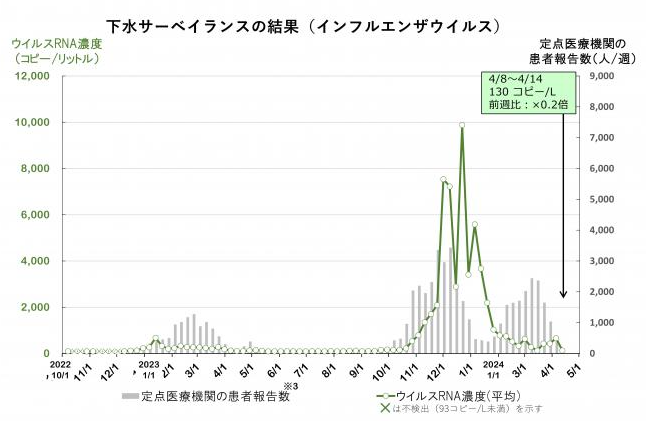 下水サーベイランスの結果（インフルエンザウイルス）
ウイルスRNA濃度
（コピー/リットル）
定点医療機関の
患者報告数(人/週)
4/8～4/14
130 コピー/L
前週比：×0.2倍
12,000
10,000
8,000
6,000
4,000
2,000
0
9,000
8,000
7,000
6,000
5,000
4,000
3,000
2,000
1,000
0
2022 2023 2024
10/1 11/1 12/1 1/1 2/1 3/1 4/1 5/1 6/1 7/1 8/1 9/1 10/1 11/1 12/1 1/1 2/1 3/1 4/1 5/1
※3
定点医療機関の患者報告数 ウイルスRNA濃度(平均)
×は不検出（93コピー/L未満）を示す